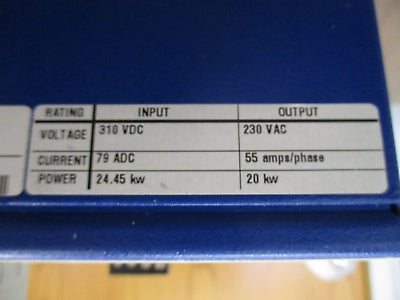 RATING INPUT OUTPUT
VOLTAGE 310 VDC 230 VAC
CURRENT 79 ADC 55 amps/phase
POWER 24.45 kw 20 kw